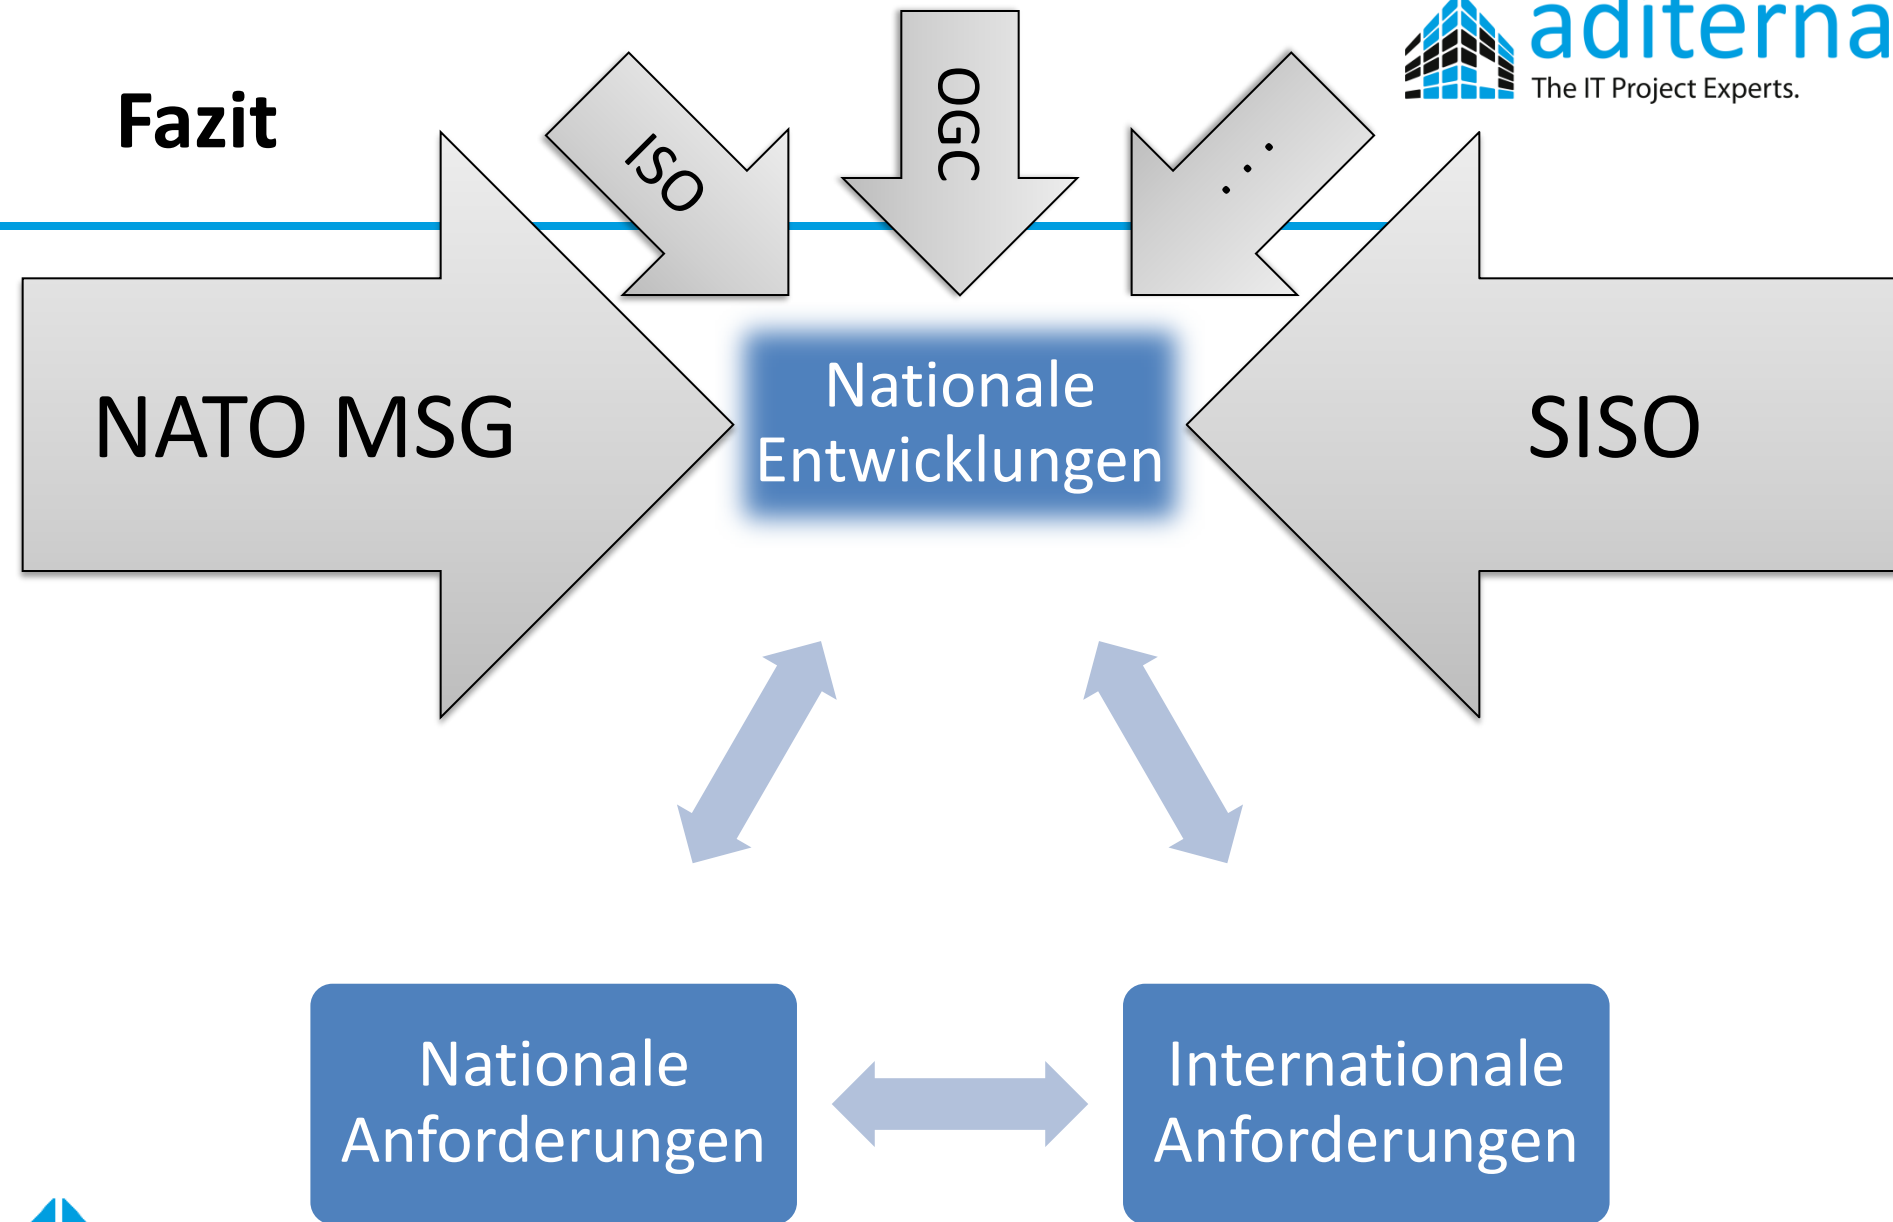 aditerna
The IT Project Experts.
Fazit
ISO
OGC
...
NATO MSG
Nationale
Entwicklungen
SISO
Nationale
Anforderungen
Internationale
Anforderungen